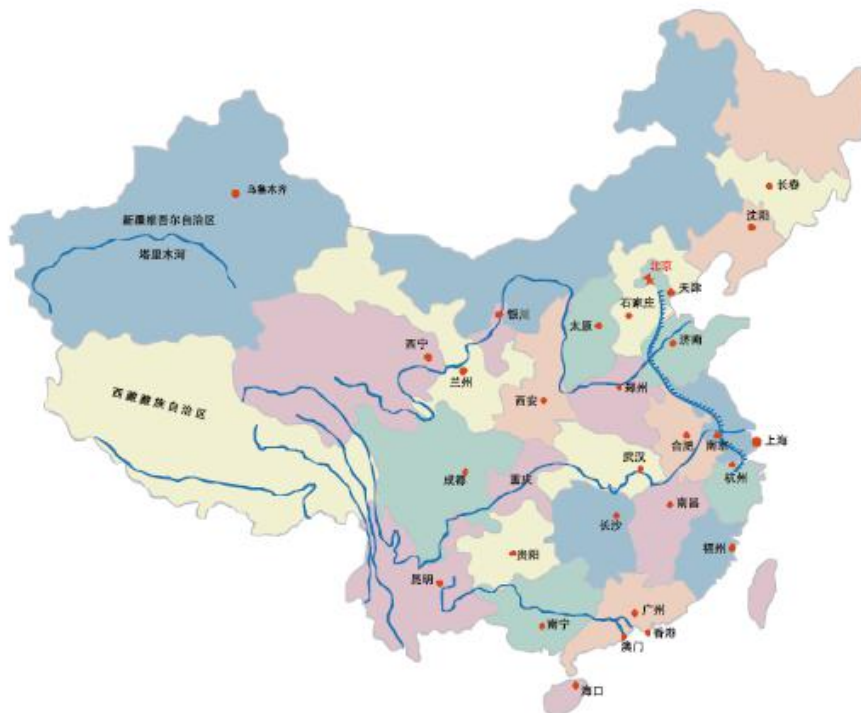 长春
乌鲁木齐
新疆维吾尔自治区
沈阳
塔里木河
北京
天津
石家庄
银川
太原
济南
西宁
兰州
郑州
西藏藏族自治区
西安
合肥
南京
上海
武汉
成都
重庆
杭州
南昌
长沙
福州
贵阳
昆明
广州
南宁
香港
澳门
海口